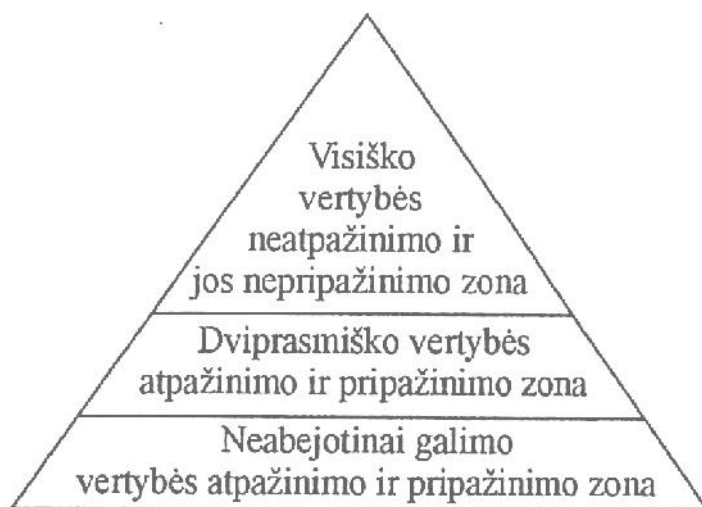 Visiško
vertybės
neatpažinimo ir
jos nepripažinimo zona
Dviprasmiško vertybės
atpažinimo ir pripažinimo zona
Neabejotinai galimo
vertybės atpažinimo ir pripažinimo zona